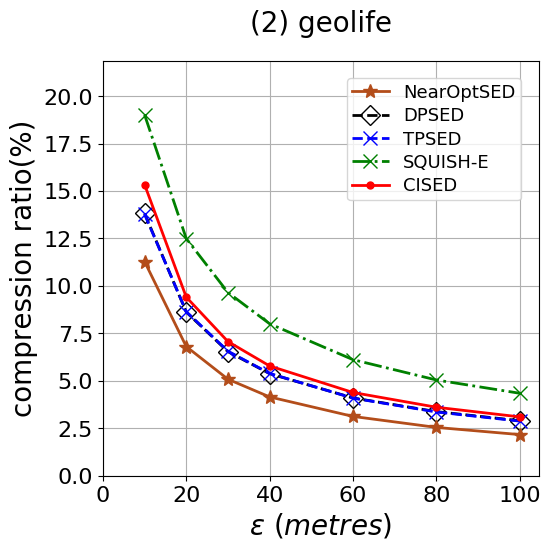 (2) geolife
compression ratio(%)
20.0
17.5
15.0
12.5
10.0
7.5
5.0
2.5
0.0
NearOptSED
DPSED
TPSED
SQUISH-E
CISED
0 20 40 60 80 100
ε (metres)